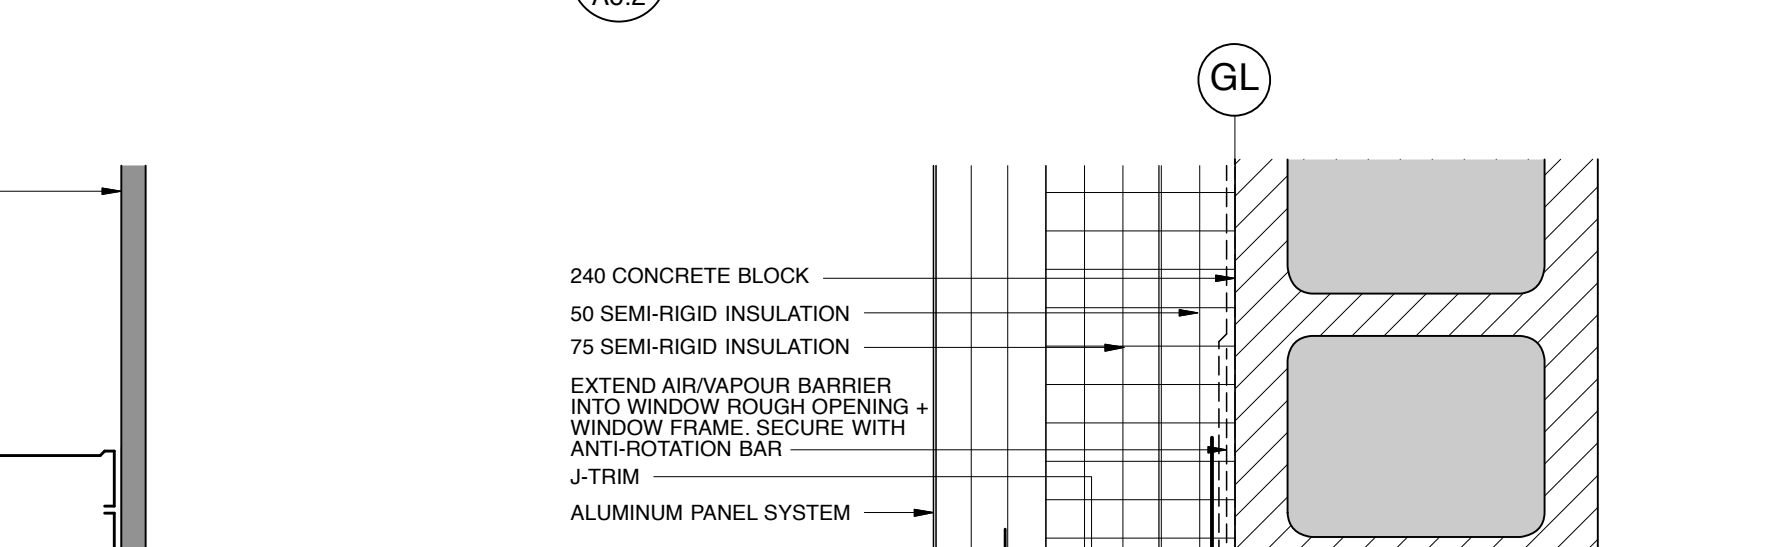 GL
240 CONCRETE BLOCK
50 SEMI-RIGID INSULATION
75 SEMI-RIGID INSULATION
EXTEND AIR/VAPOUR BARRIER
INTO WINDOW ROUGH OPENING +
WINDOW FRAME. SECURE WITH
ANTI-ROTATION BAR
J-TRIM
ALUMINUM PANEL SYSTEM